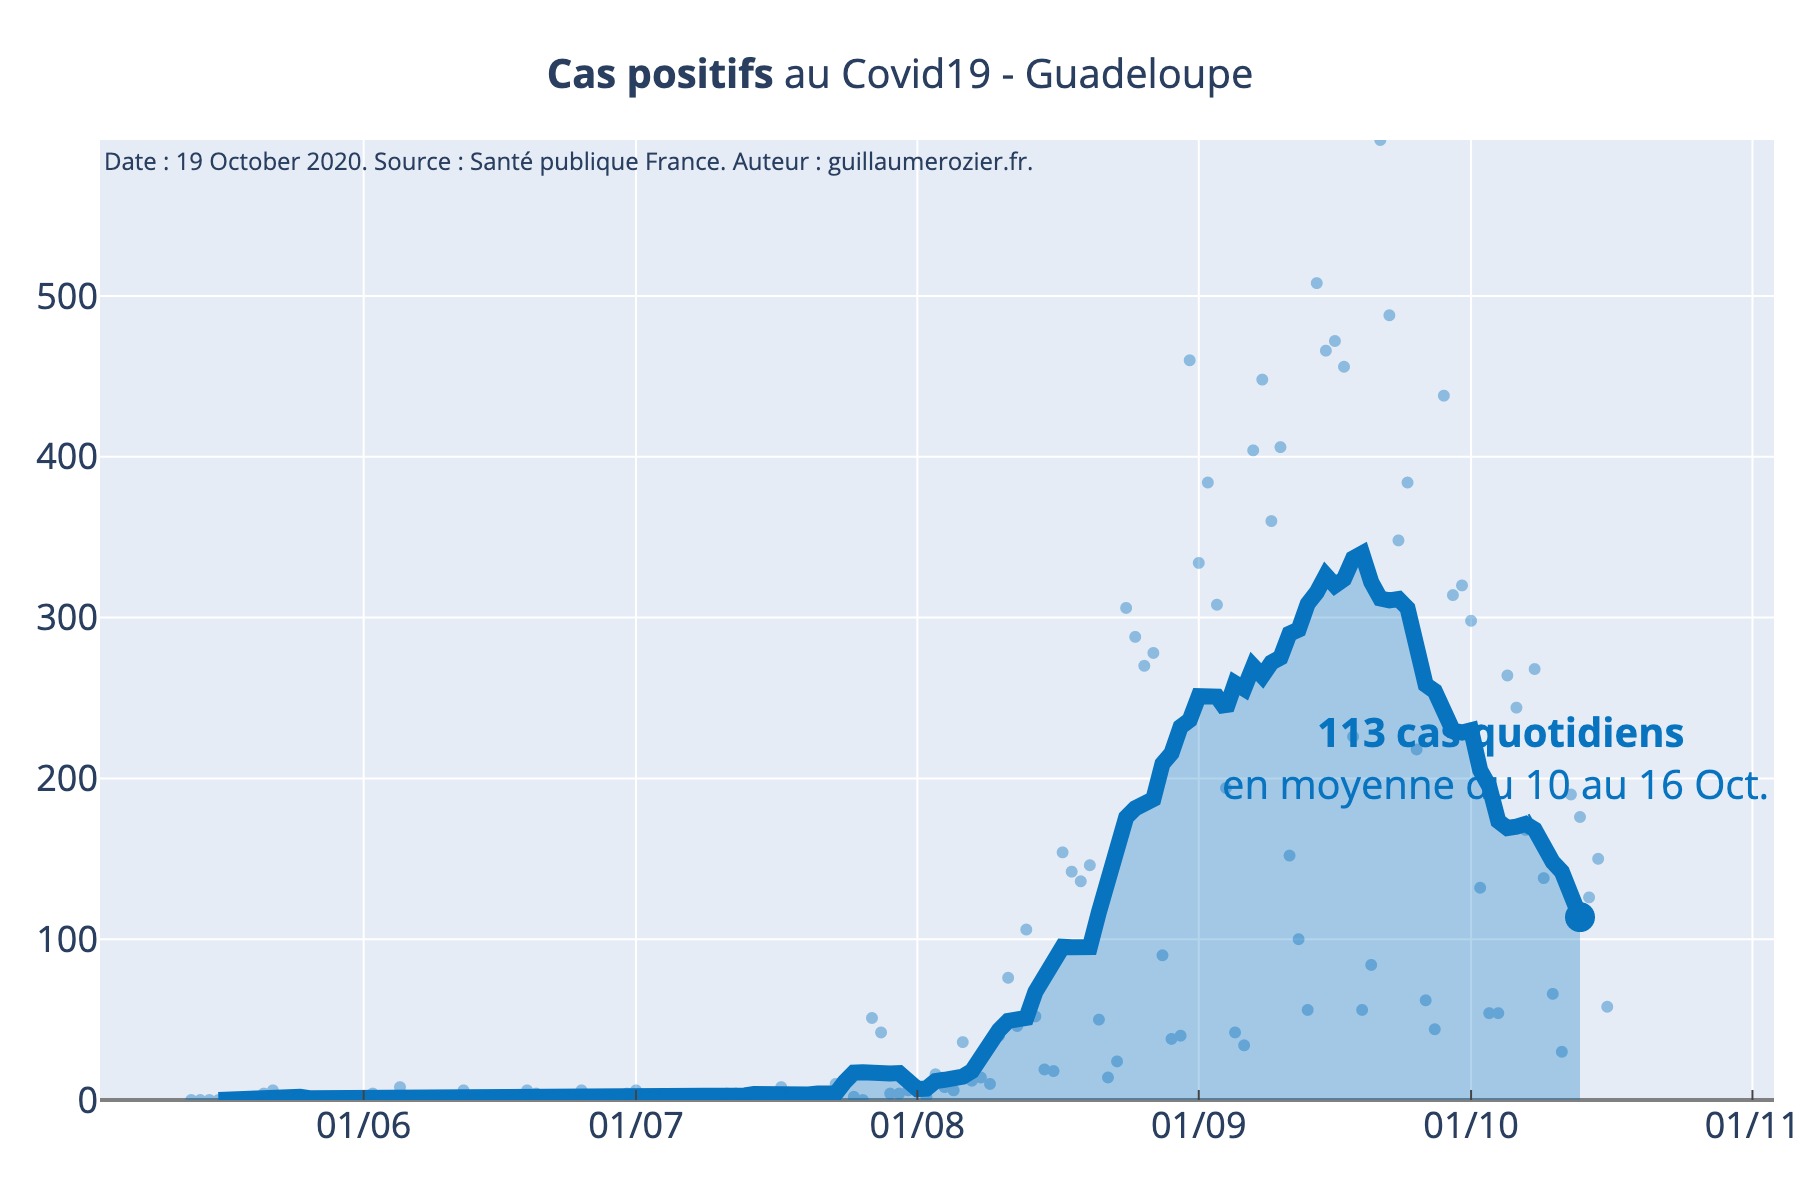 Cas positifs au Covid19 - Guadeloupe
Date : 19 October 2020. Source : Santé publique France. Auteur : guillaumerozier.fr.
500
400
300
113 cas quotidiens
200
en moyenne du 10 au 16 Oct.
100
0
01/06 01/07 01/08 01/09 01/10 01/11